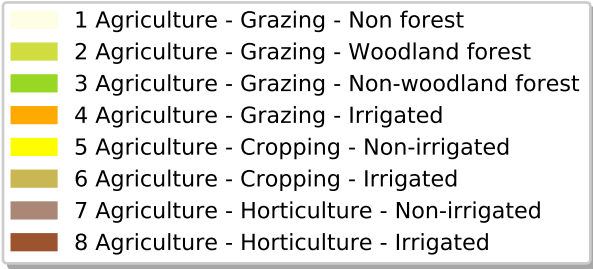 1 Agriculture - Grazing - Non forest
2 Agriculture - Grazing - Woodland forest
3 Agriculture - Grazing - Non-woodland forest
4 Agriculture - Grazing - Irrigated
5 Agriculture - Cropping - Non-irrigated
6 Agriculture - Cropping - Irrigated
7 Agriculture - Horticulture - Non-irrigated
8 Agriculture - Horticulture - Irrigated